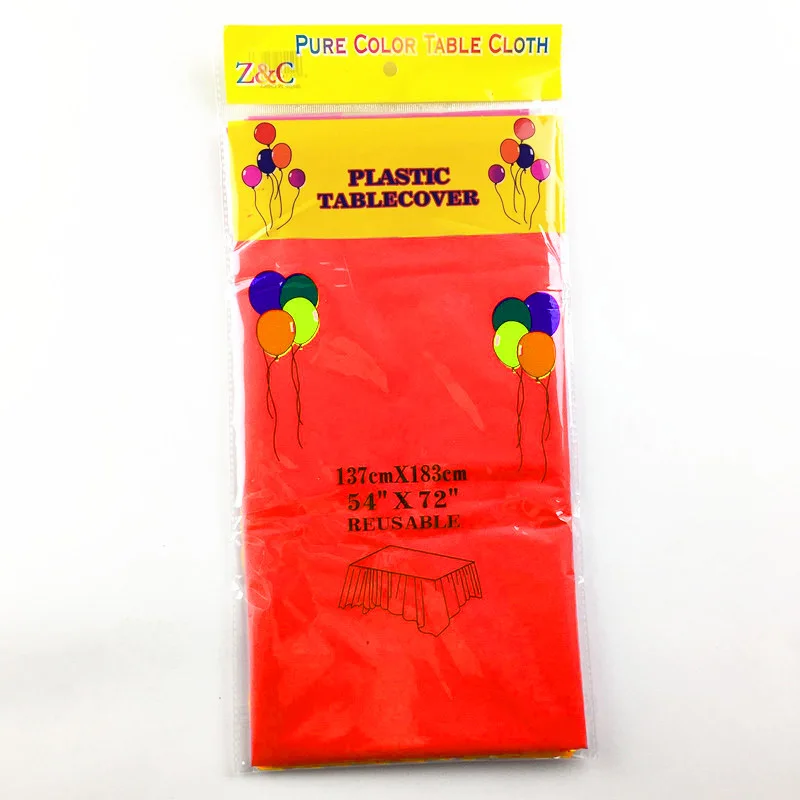 PURE COLOR TABLE CLOTH
Z&C
PLASTIC
TABLECOVER
137cmX183cm
54" X 72"
REUSABLE